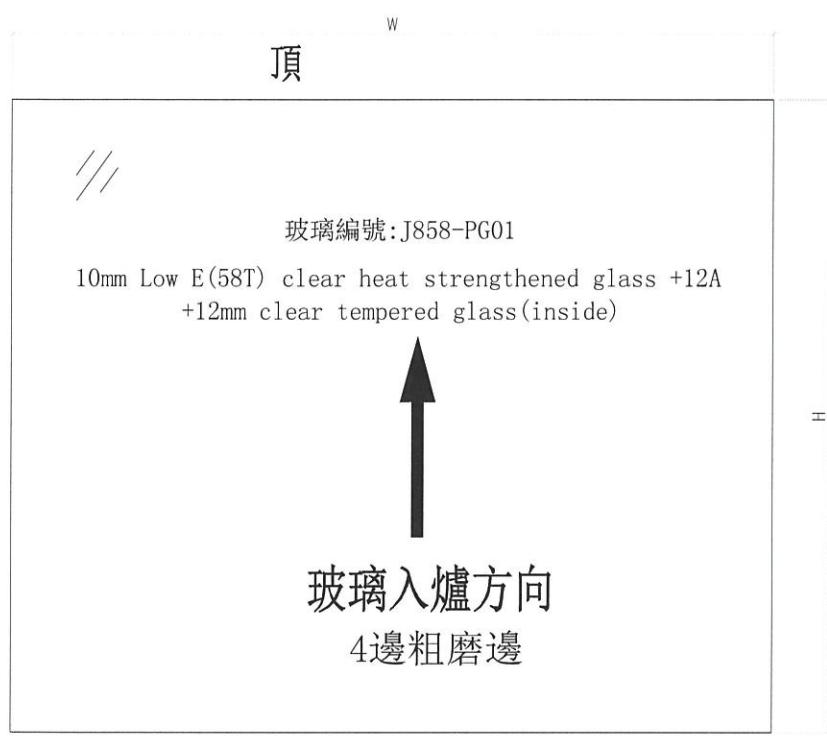 W
頂
玻璃編號:J858-PG01
10mm Low E(58T) clear heat strengthened glass +12A
+12mm clear tempered glass(inside)
H
玻璃入爐方向
4邊粗磨邊